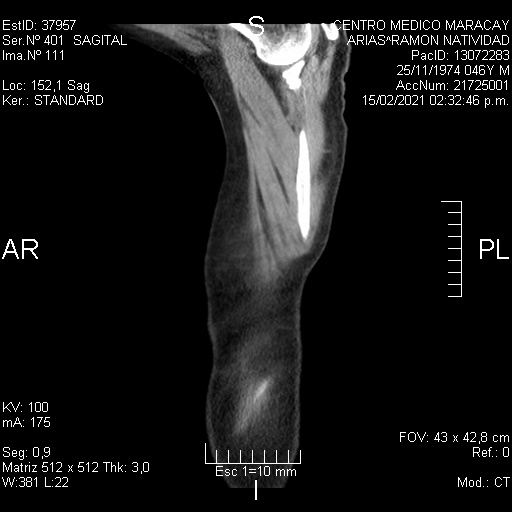 EstID: 37957
Ser.Nº 401 SAGITAL
Ima.Nº 111
Loc: 152,1 Sag
Ker.: STANDARD
S
CENTRO MEDICO MARACAY
ARIAS^RAMON NATIVIDAD
PacID: 13072283
25/11/1974 046Y M
AccNum: 21725001
15/02/2021 02:32:46 p.m.
AR
PL
KV: 100
mA: 175
Seg: 0,9
Matriz 512 x 512 Thk: 3,0
W:381 L:22
Esc 1=10 mm
I
FOV: 43 x 42,8 cm
Ref.: 0
Mod.: CT